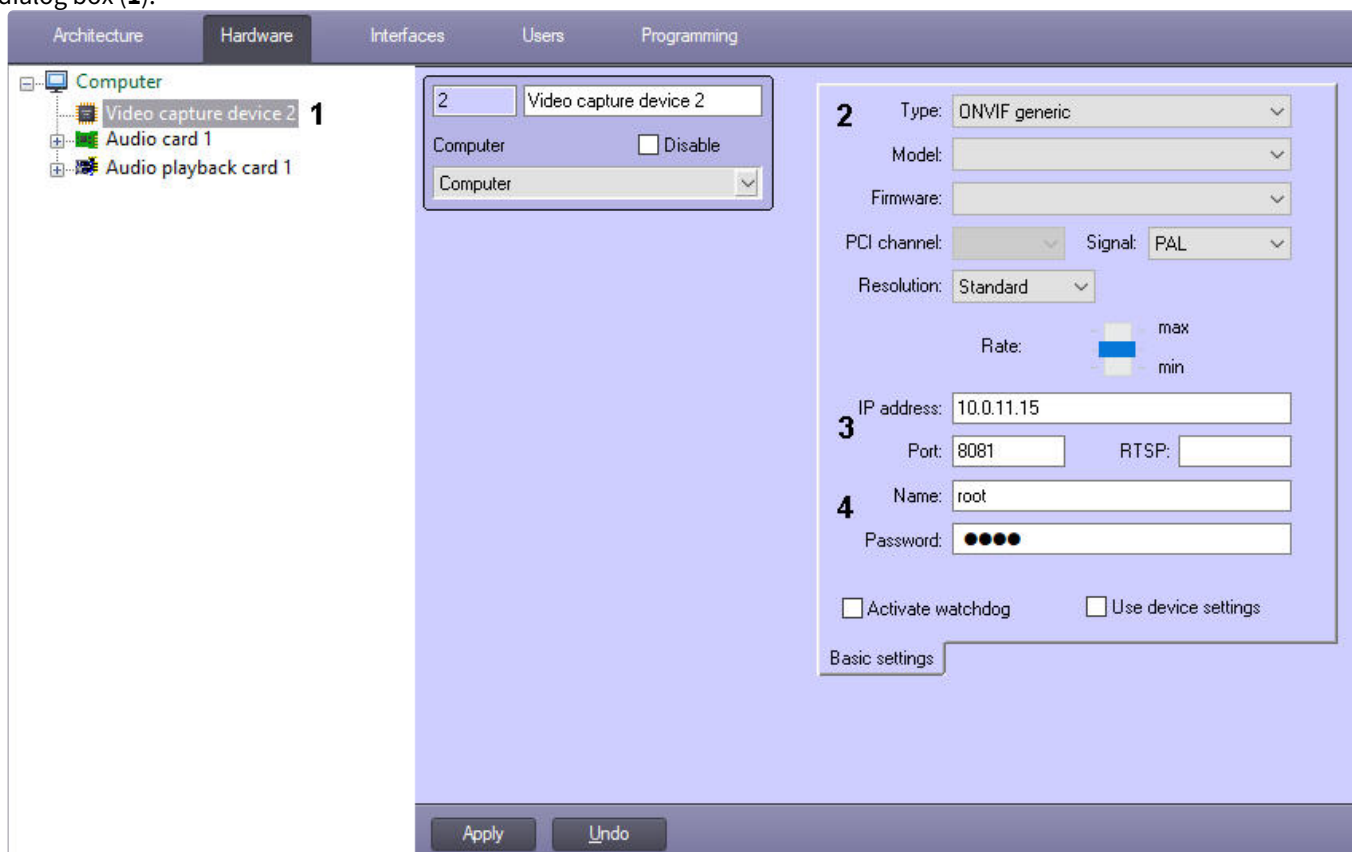 dialog box (1).
Architecture Hardware Interfaces Users Programming
Computer
Video capture device 2 1
Audio card 1
Audio playback card 1
2 Video capture device 2
Computer Disable
Computer
2 Type: ONVIF generic
Model:
Firmware:
PCI channel: Signal: PAL
Resolution: Standard
max
Rate:
min
IP address: 10.0.11.15
3
Port: 8081 RTSP:
Name: root
4
Password: ●●●●
Activate watchdog Use device settings
Basic settings
Apply Undo